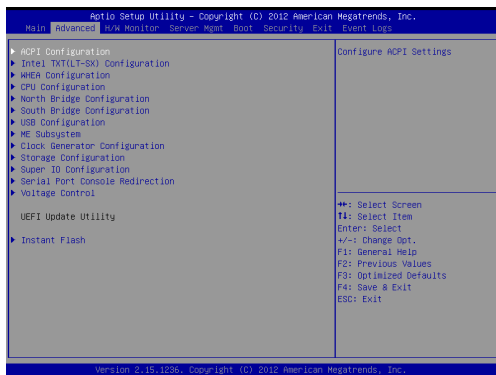 Aptio Setup Utility - Copyright (C) 2012 American Megatrends, Inc.
Main Advanced H/W Monitor Server Mgmt Boot Security Exit Event Logs
ACPI Configuration
Intel TXT(LT-SX) Configuration
WHEA Configuration
CPU Configuration
North Bridge Configuration
South Bridge Configuration
USB Configuration
ME Subsystem
Clock Generator Configuration
Storage Configuration
Super IO Configuration
Serial Port Console Redirection
Voltage Control
UEFI Update Utility
Instant Flash
Configure ACPI Settings
→←: Select Screen
↑↓: Select Item
Enter: Select
+/-: Change Opt.
F1: General Help
F2: Previous Values
F3: Optimized Defaults
F4: Save & Exit
ESC: Exit
Version 2.15.1236. Copyright (C) 2012 American Megatrends, Inc.